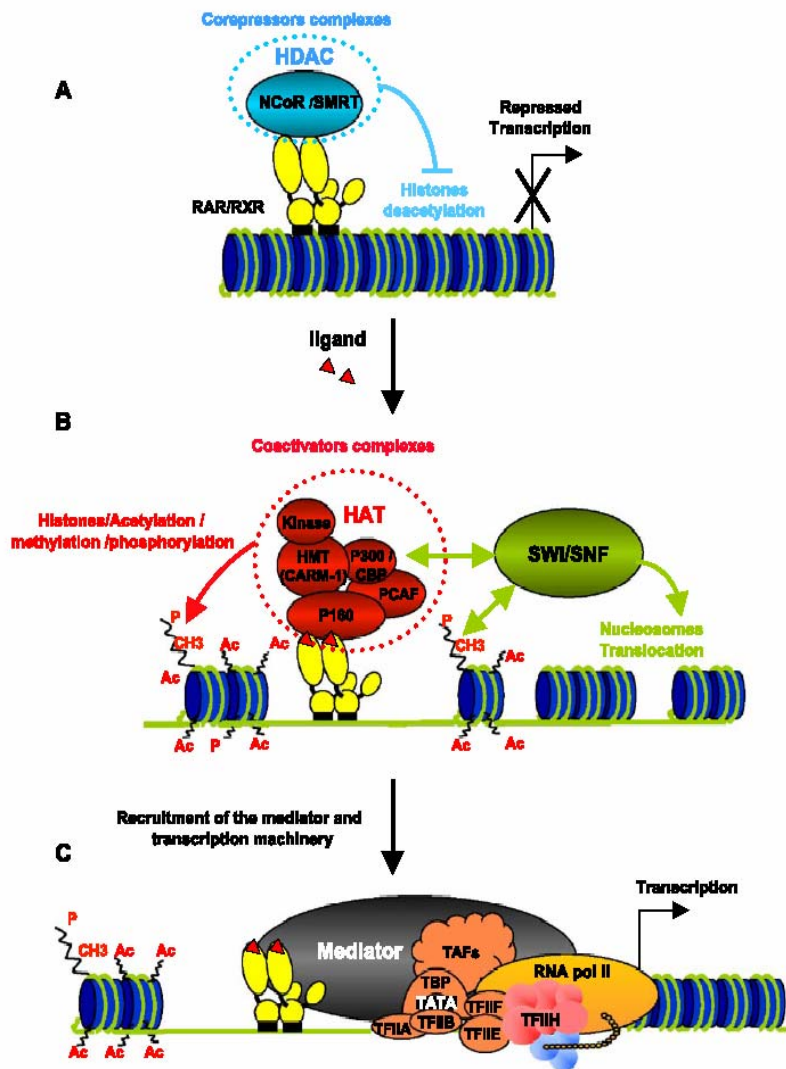 Corepressors complexes
HDAC
A
NCoR /SMRT
Repressed
Transcription
RAR/RXR
Histones
deacetylation
ligand
B
Coactivators complexes
Histones/Acetylation /
methylation /phosphorylation
HAT
Kinase
HMT
(CARM-1)
P300 /
CBP
PCAF
P160
SWI/SNF
Nucleosomes
Translocation
P
CH3
Ac
Ac
Ac
Ac
P
Ac
P
CH3
Ac
Ac
Ac
Recruitment of the mediator and
transcription machinery
C
Transcription
P
CH3
Ac
Ac
Ac
Ac
Ac
Mediator
TAFs
TBP
TATA
RNA pol II
TFIIA
TFIIB
TFIIF
TFIIE
TFIIH